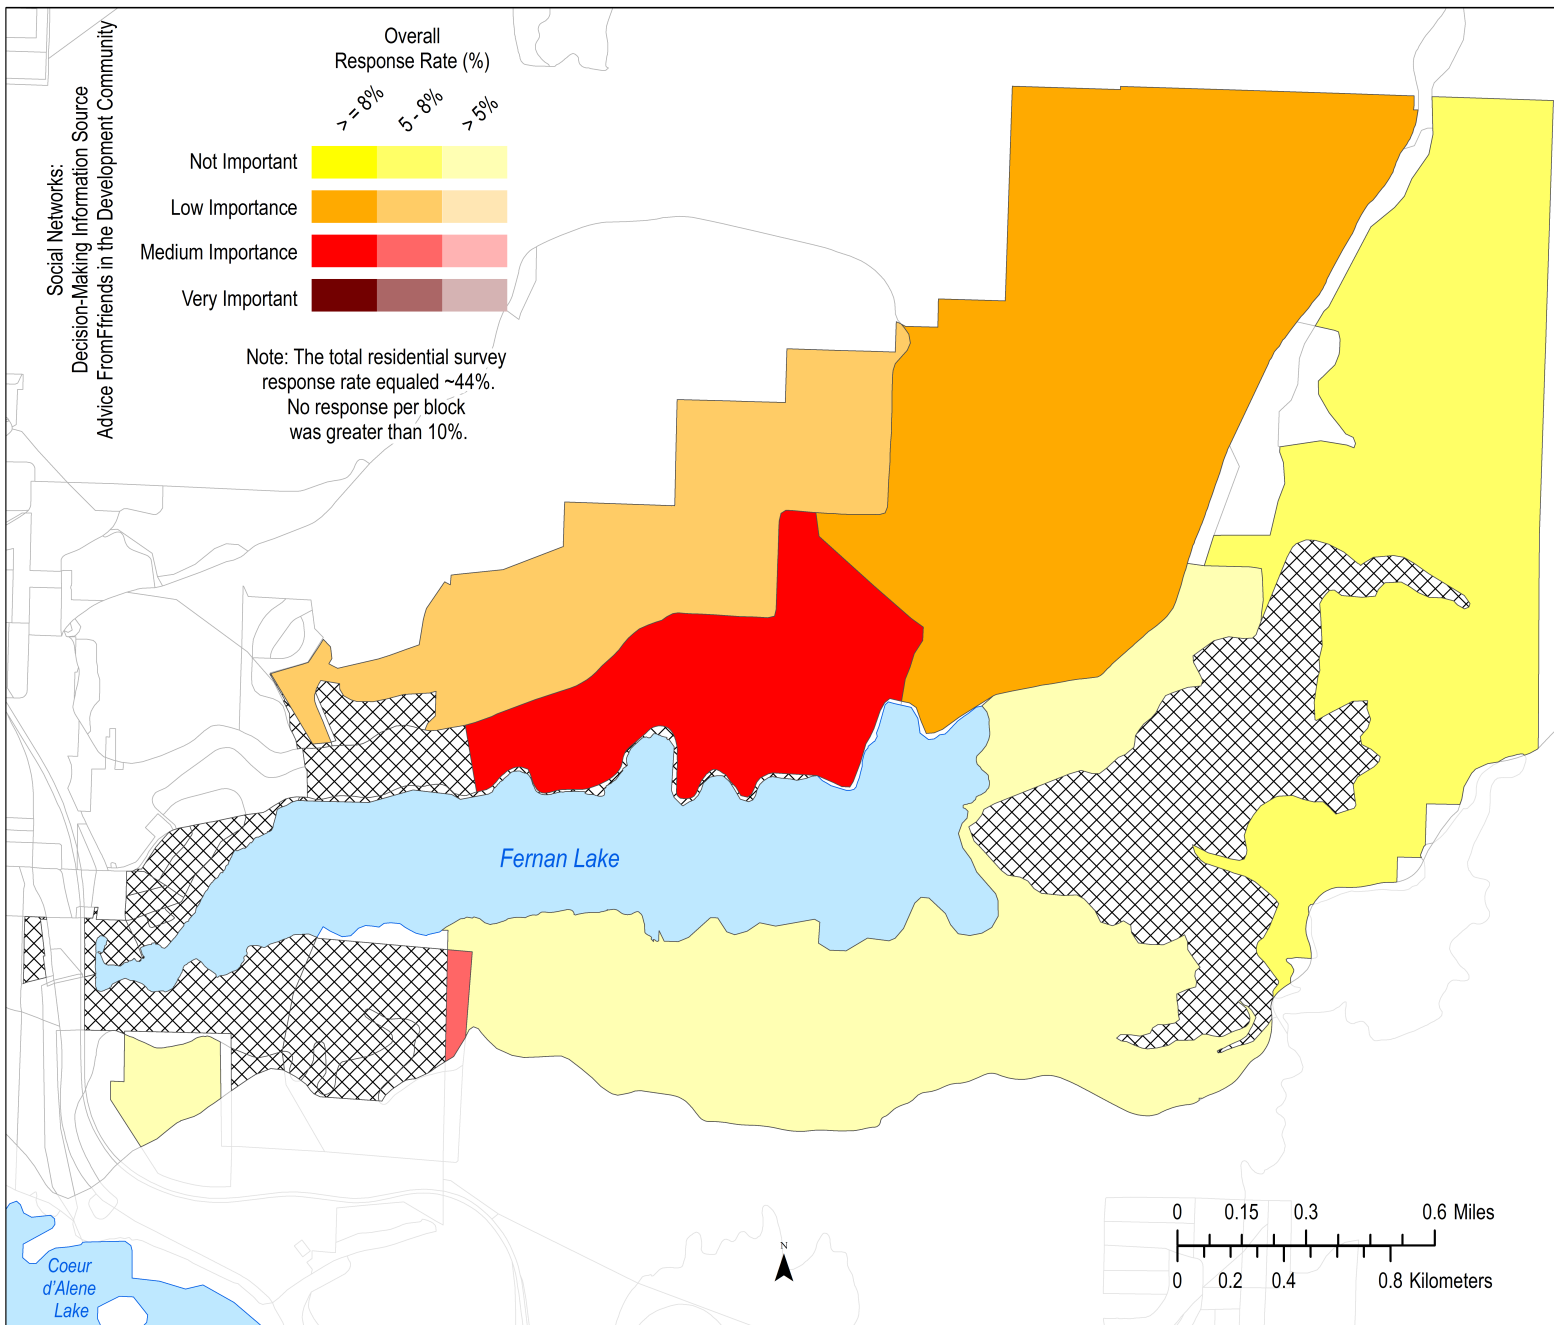 Social Networks:
Decision-Making Information Source
Advice FromFfriends in the Development Community
Overall
Response Rate (%)
> = 8%
5 - 8%
> 5%
Not Important
Low Importance
Medium Importance
Very Important
Note: The total residential survey
response rate equaled ~44%.
No response per block
was greater than 10%.
Fernan Lake
Coeur
d'Alene
Lake
N
0 0.15 0.3 0.6 Miles
0 0.2 0.4 0.8 Kilometers